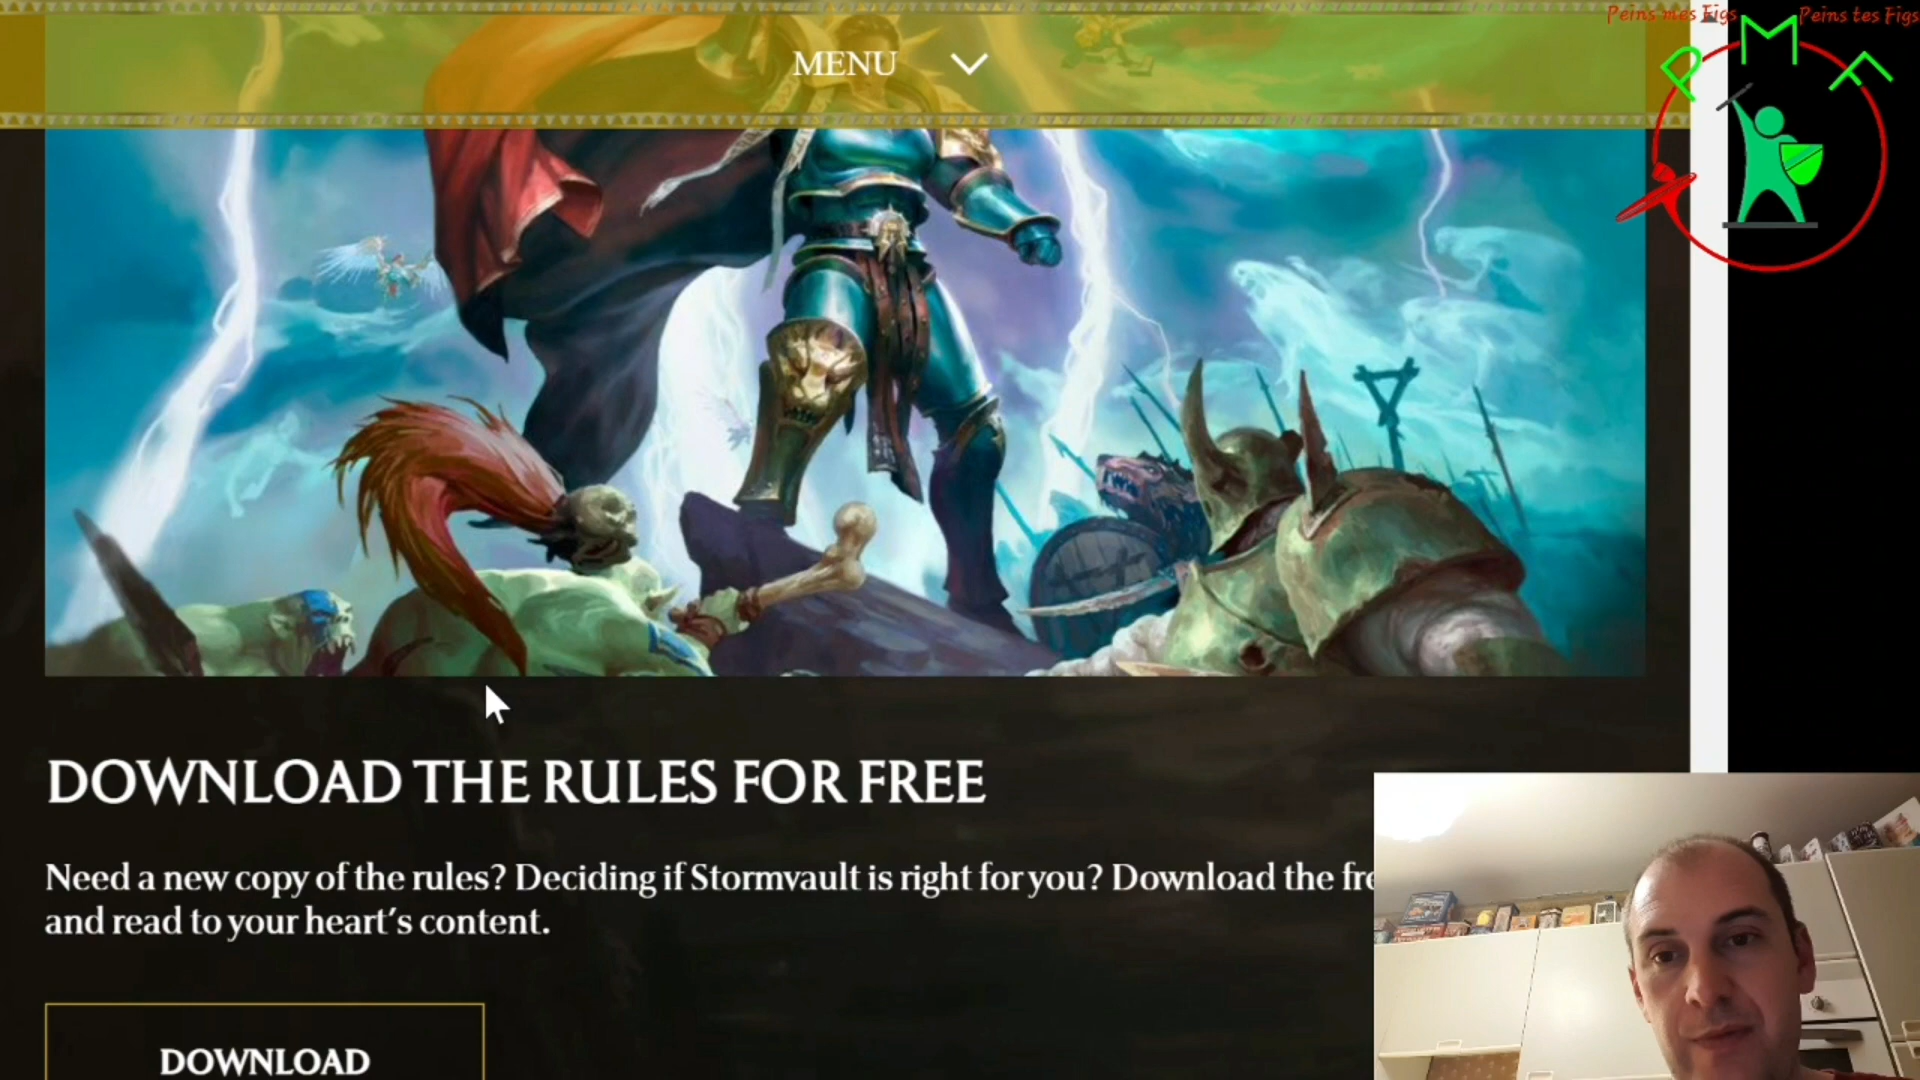 Peins mes Figs Peins tes Figs
PMF
MENU
DOWNLOAD THE RULES FOR FREE
Need a new copy of the rules? Deciding if Stormvault is right for you? Download the
and read to your heart's content.
DOWNLOAD